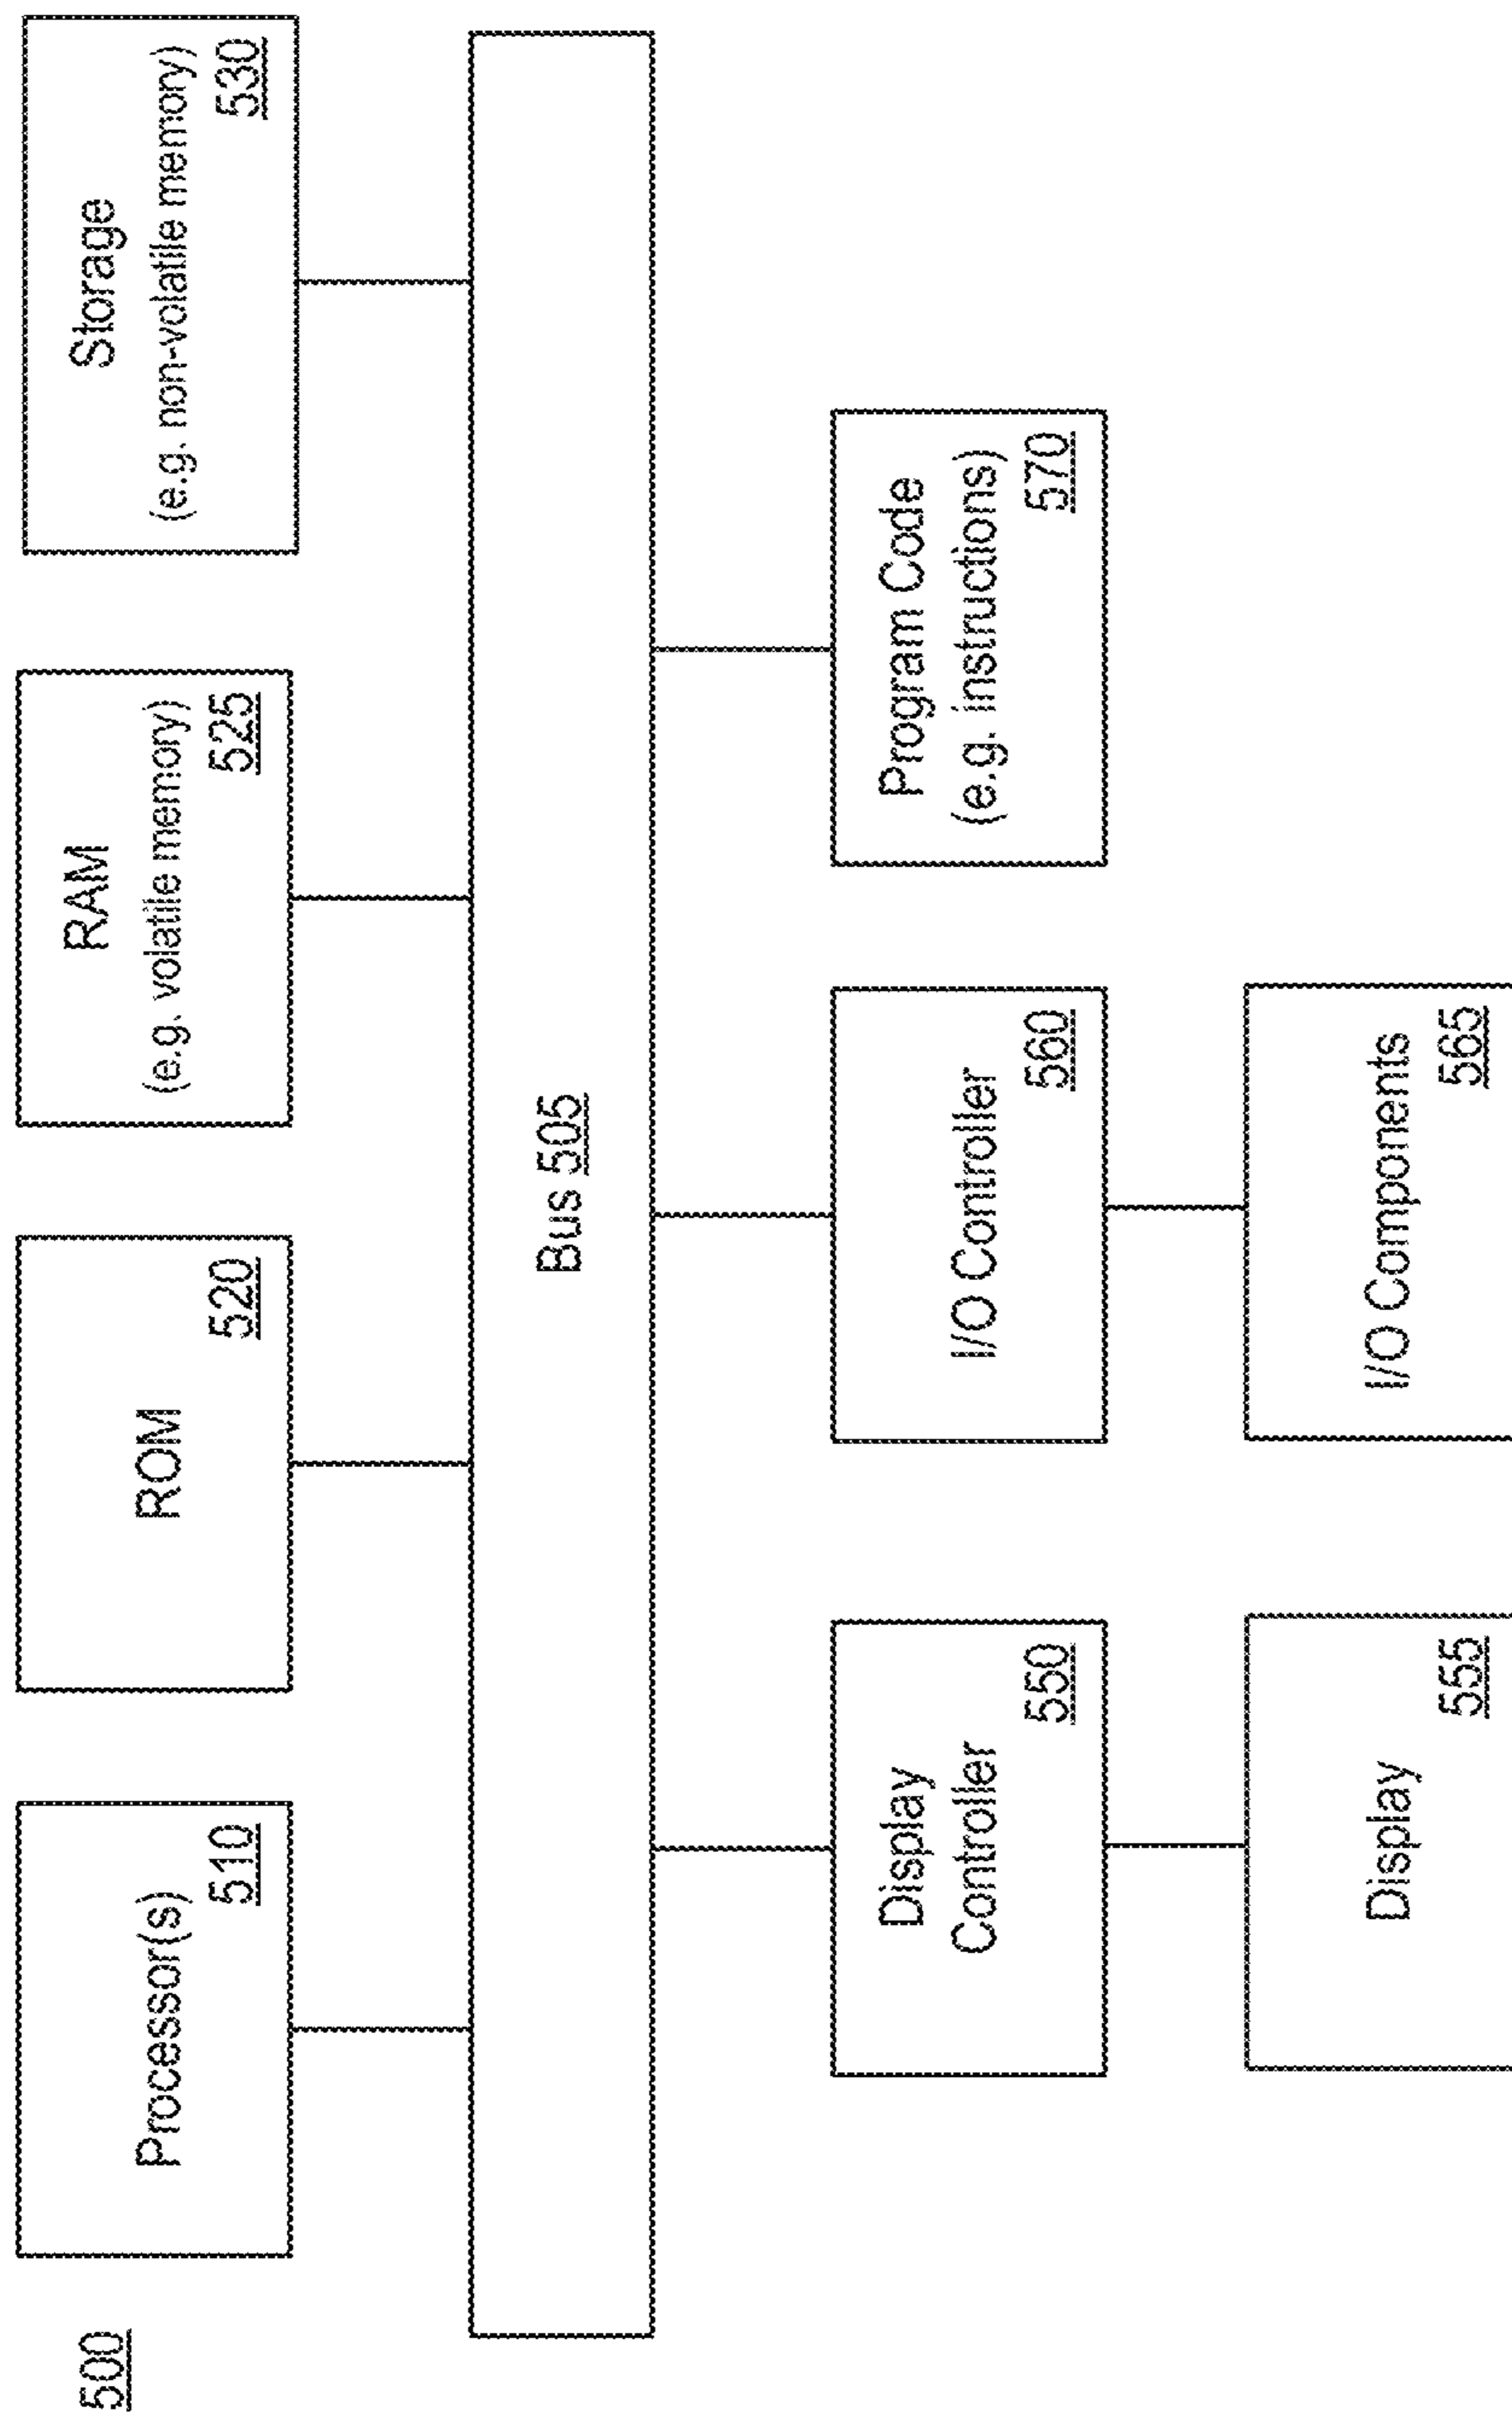 500
Processor(s)
510
ROM
520
RAM
(e.g. volatile memory)
525
Storage
(e.g. non-volatile memory)
530
Bus 505
Display
Controller
550
I/O Controller
560
Program Code
(e.g. instructions)
570
Display
555
I/O Components
565